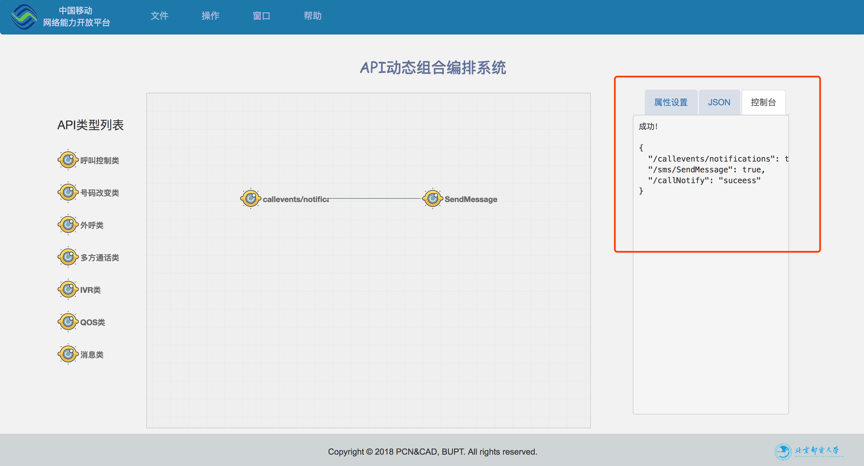 中国移动
网络能力开放平台
文件 操作 窗口 帮助
API动态组合编排系统
API类型列表
呼叫控制类
号码改变类
外呼类
多方通话类
IVR类
QOS类
消息类
callevents/notific
SendMessage
属性设置 JSON 控制台
成功!
{
"/callevents/notifications": t
"/sms/SendMessage": true,
"/callNotify": "suceess"
}
Copyright © 2018 PCN&CAD, BUPT. All rights reserved.
北京邮电大学